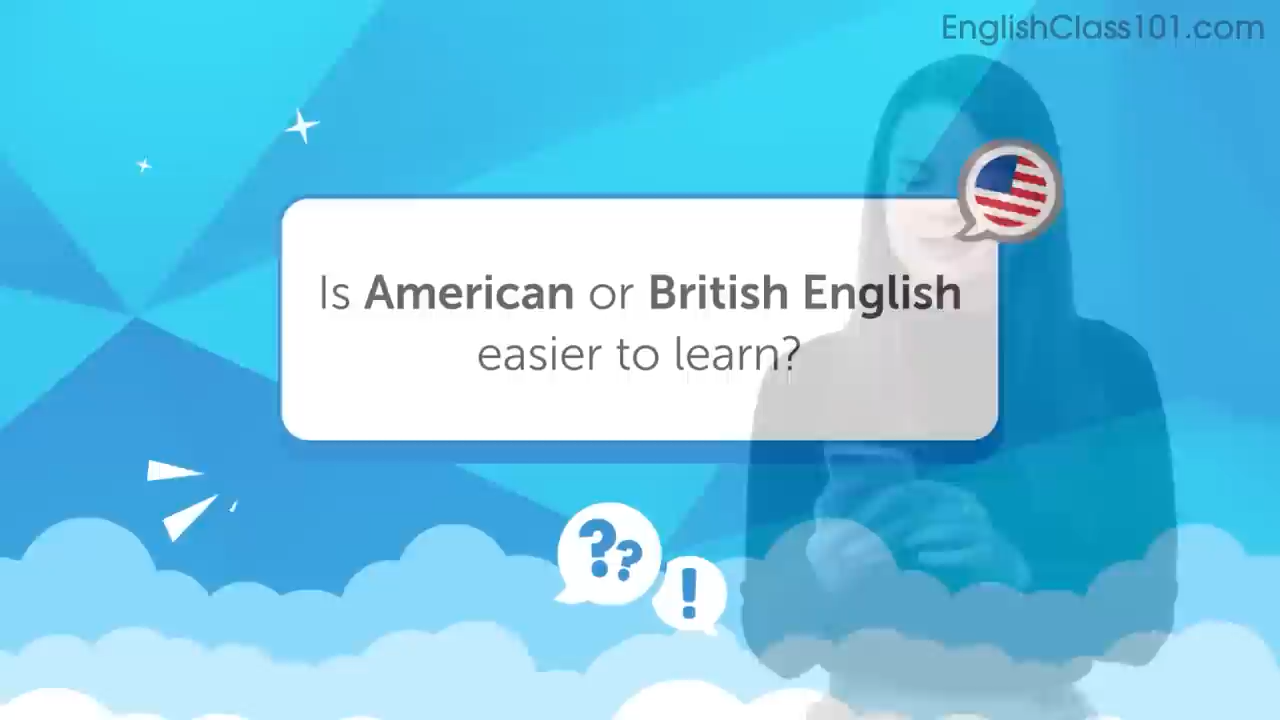 EnglishClass101.com
Is American or British English
easier to learn?
??
!